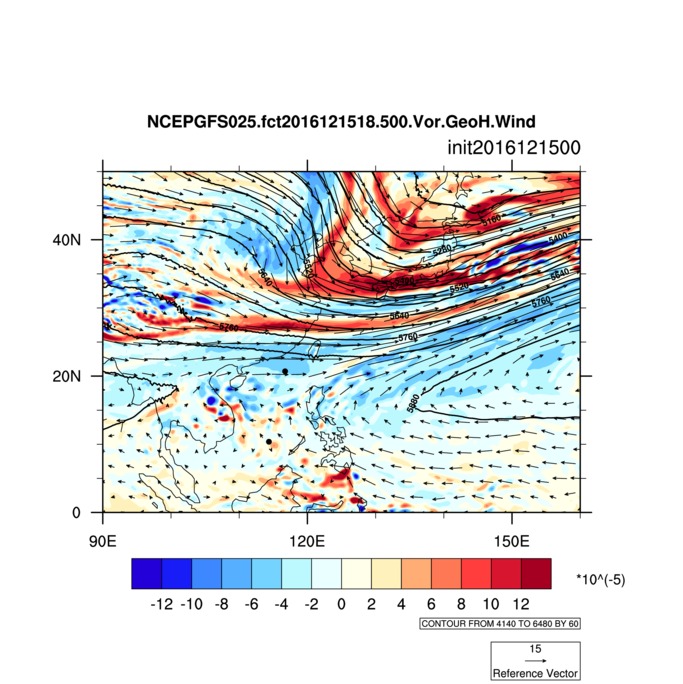 NCEPGFS025.fct2016121518.500.Vor.GeoH.Wind
init2016121500
5160
40N
5280
5400
5640
5640
5520
5760
5640
5760
5760
20N
5880
0
90E 120E 150E
-12 -10 -8 -6 -4 -2 0 2 4 6 8 10 12
*10^(-5)
CONTOUR FROM 4140 TO 6480 BY 60
15
Reference Vector